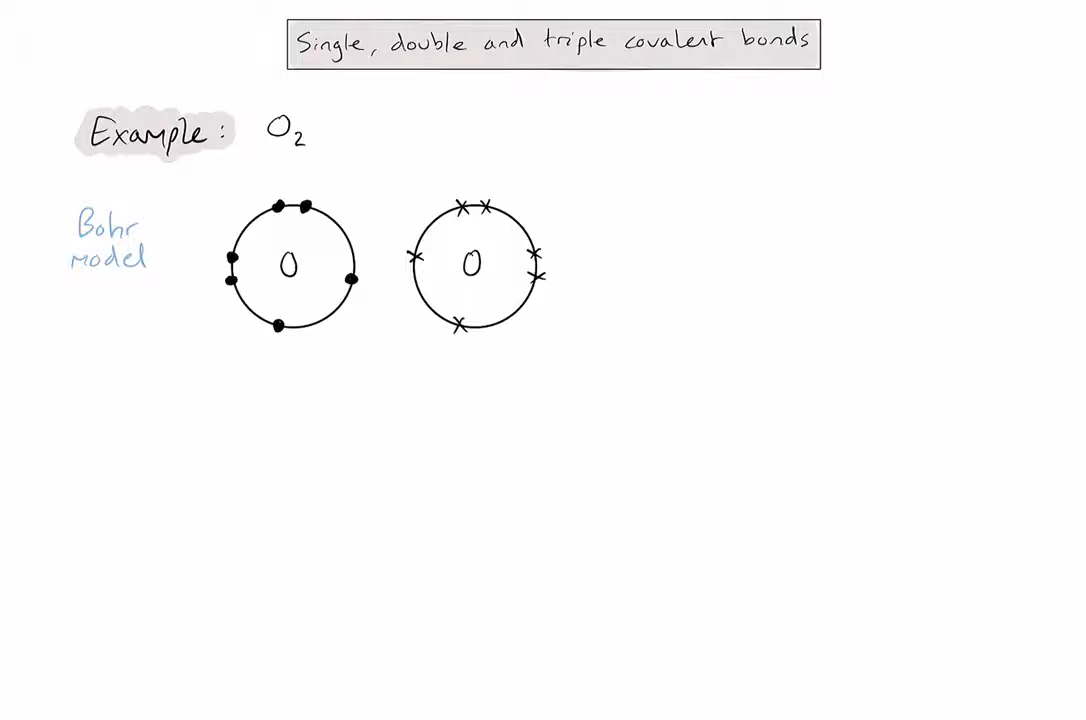 Single, double and triple covalent bonds
Example: O2
Bohr
model
O
O